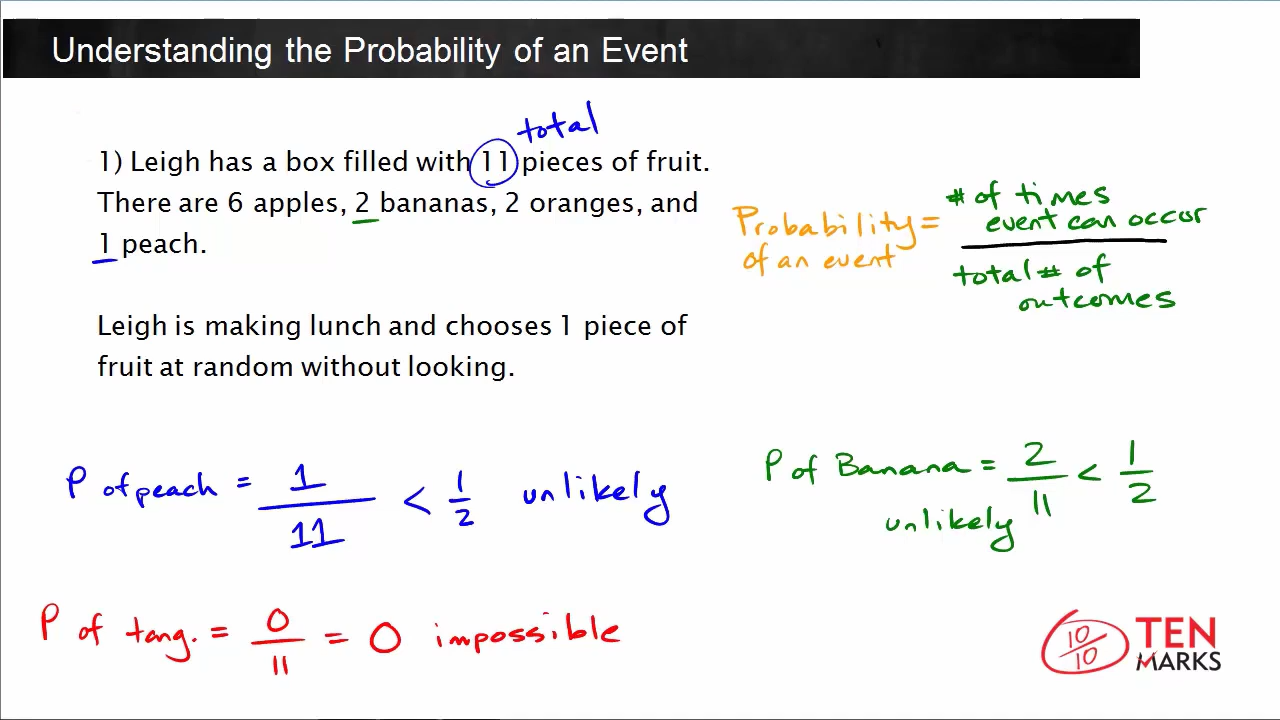 Understanding the Probability of an Event
total
1) Leigh has a box filled with 11 pieces of fruit.
There are 6 apples, 2 bananas, 2 oranges, and
1 peach.
Probability =
of an event
# of times
event can occur
total # of
outcomes
Leigh is making lunch and chooses 1 piece of
fruit at random without looking.
P of peach = 1/11 < 1/2 unlikely
P of Banana = 2/11 < 1/2
unlikely
P of tang. = 0/11 = 0 impossible
10/10
TEN
MARKS